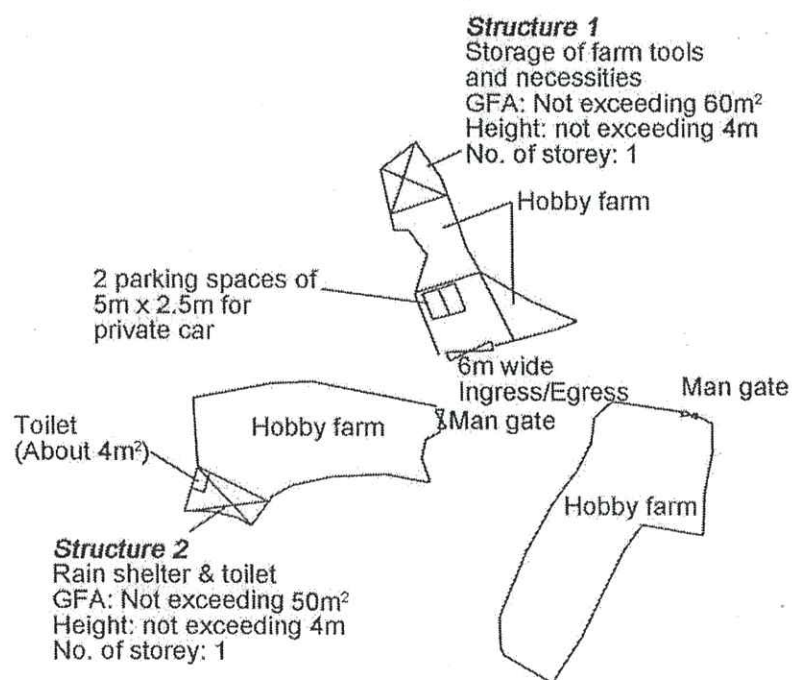 Structure 1
Storage of farm tools
and necessities
GFA: Not exceeding 60m²
Height: not exceeding 4m
No. of storey: 1
Hobby farm
2 parking spaces of
5m x 2.5m for
private car
6m wide
Ingress/Egress
Man gate
Hobby farm
Man gate
Toilet
(About 4m²)
Hobby farm
Structure 2
Rain shelter & toilet
GFA: Not exceeding 50m²
Height: not exceeding 4m
No. of storey: 1